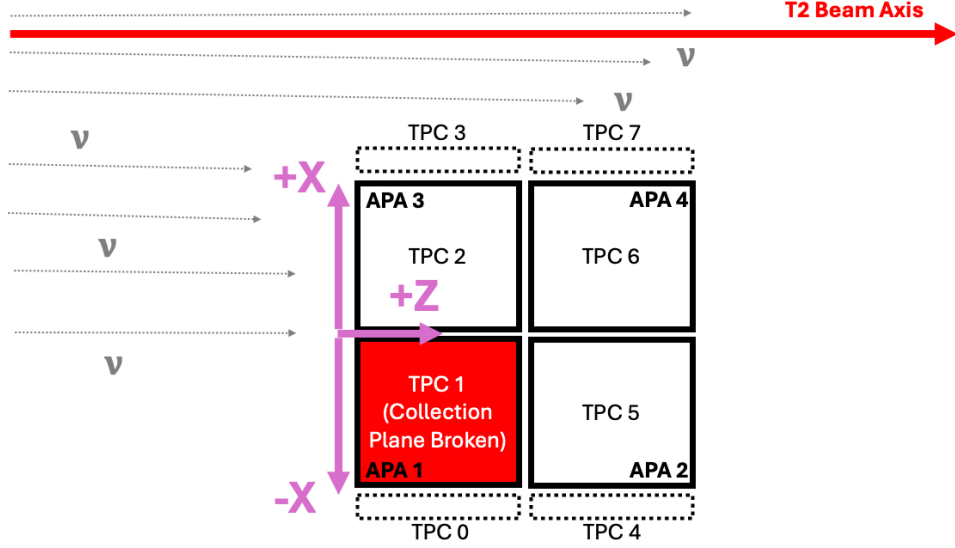 T2 Beam Axis
ν
ν
TPC 3 TPC 7
ν
+X
APA 3 APA 4
TPC 2 TPC 6
ν
+Z
ν
TPC 1
(Collection
Plane Broken)
TPC 5
APA 1 APA 2
-X
TPC 0 TPC 4